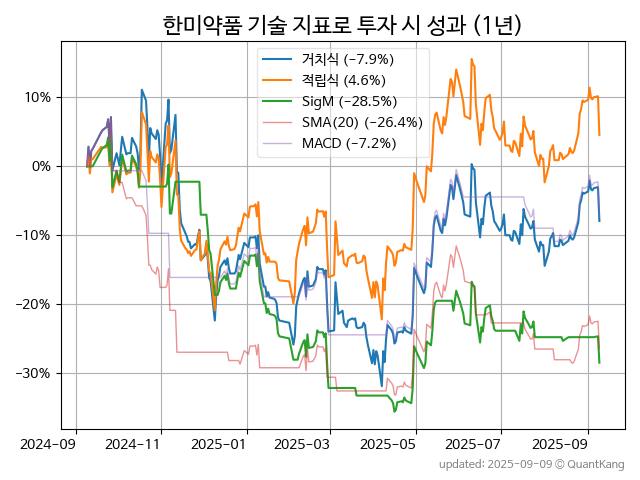 한미약품 기술 지표로 투자 시 성과 (1년)
거치식 (−7.9%)
적립식 (4.6%)
SigM (−28.5%)
SMA(20) (−26.4%)
MACD (−7.2%)
10%
0%
−10%
−20%
−30%
2024-09 2024-11 2025-01 2025-03 2025-05 2025-07 2025-09
updated: 2025-09-09 © QuantKang